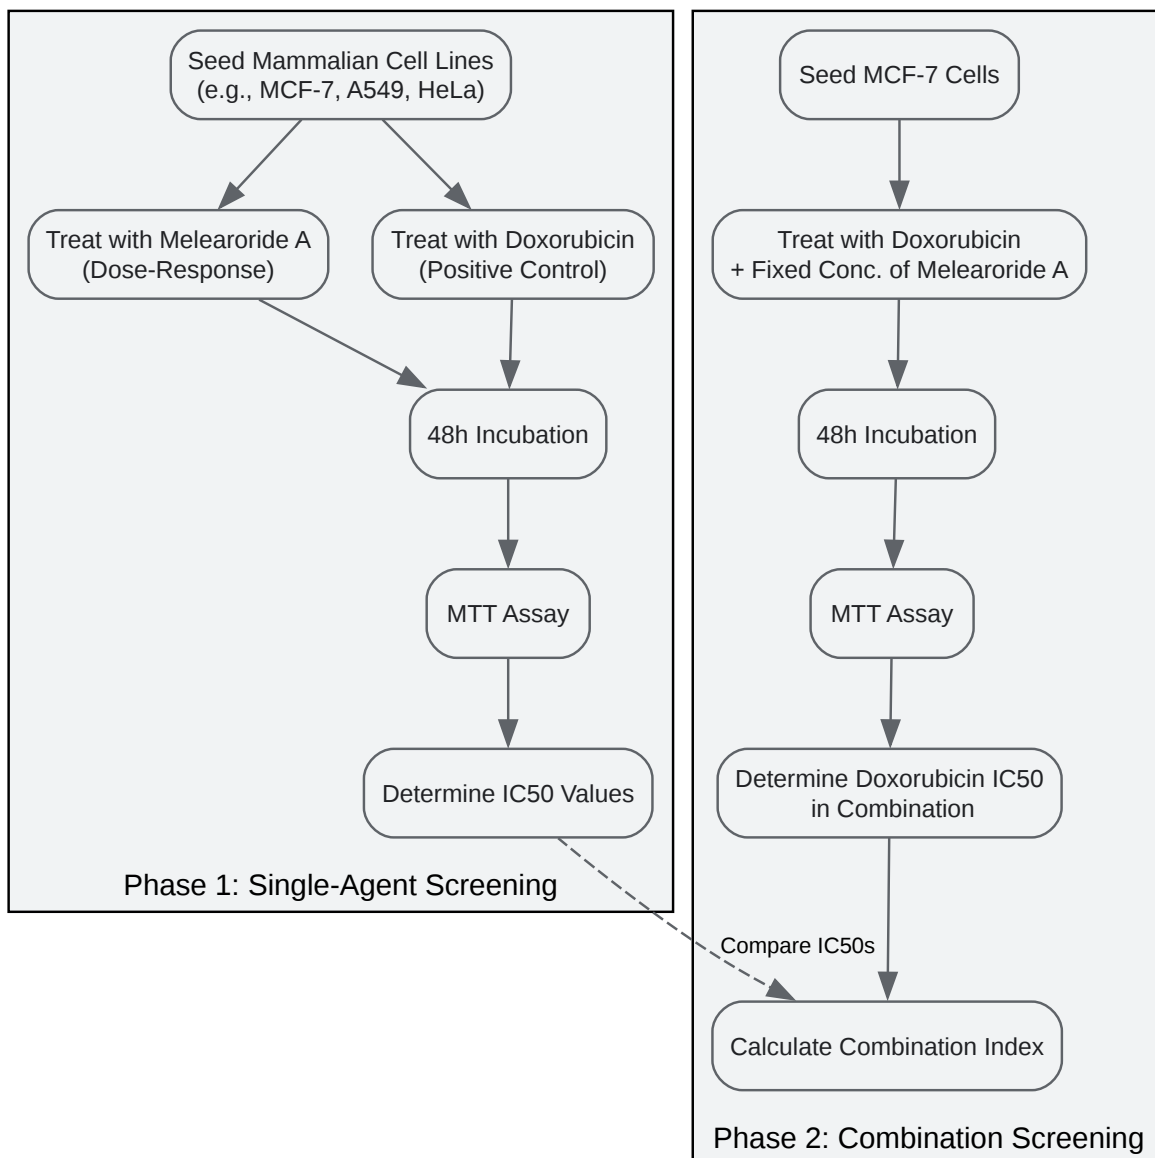 Seed Mammalian Cell Lines
(e.g., MCF-7, A549, HeLa)
Treat with Melearoride A
(Dose-Response)
Treat with Doxorubicin
(Positive Control)
48h Incubation
MTT Assay
Determine IC50 Values
Phase 1: Single-Agent Screening
Seed MCF-7 Cells
Treat with Doxorubicin
+ Fixed Conc. of Melearoride A
48h Incubation
MTT Assay
Determine Doxorubicin IC50
in Combination
Compare IC50s
Calculate Combination Index
Phase 2: Combination Screening